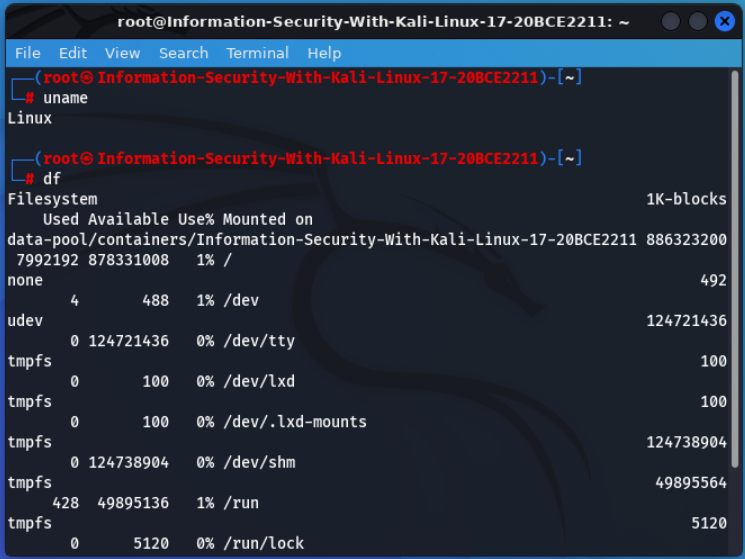 root@Information-Security-With-Kali-Linux-17-20BCE2211: ~
File Edit View Search Terminal Help
┌──(root㉿Information-Security-With-Kali-Linux-17-20BCE2211)-[~]
└─# uname
Linux
┌──(root㉿Information-Security-With-Kali-Linux-17-20BCE2211)-[~]
└─# df
Filesystem 1K-blocks
Used Available Use% Mounted on
data-pool/containers/Information-Security-With-Kali-Linux-17-20BCE2211 886323200
7992192 878331008 1% /
none 492
4 488 1% /dev
udev 124721436
0 124721436 0% /dev/tty
tmpfs 100
0 100 0% /dev/lxd
tmpfs 100
0 100 0% /dev/.lxd-mounts
tmpfs 124738904
0 124738904 0% /dev/shm
tmpfs 49895564
428 49895136 1% /run
tmpfs 5120
0 5120 0% /run/lock